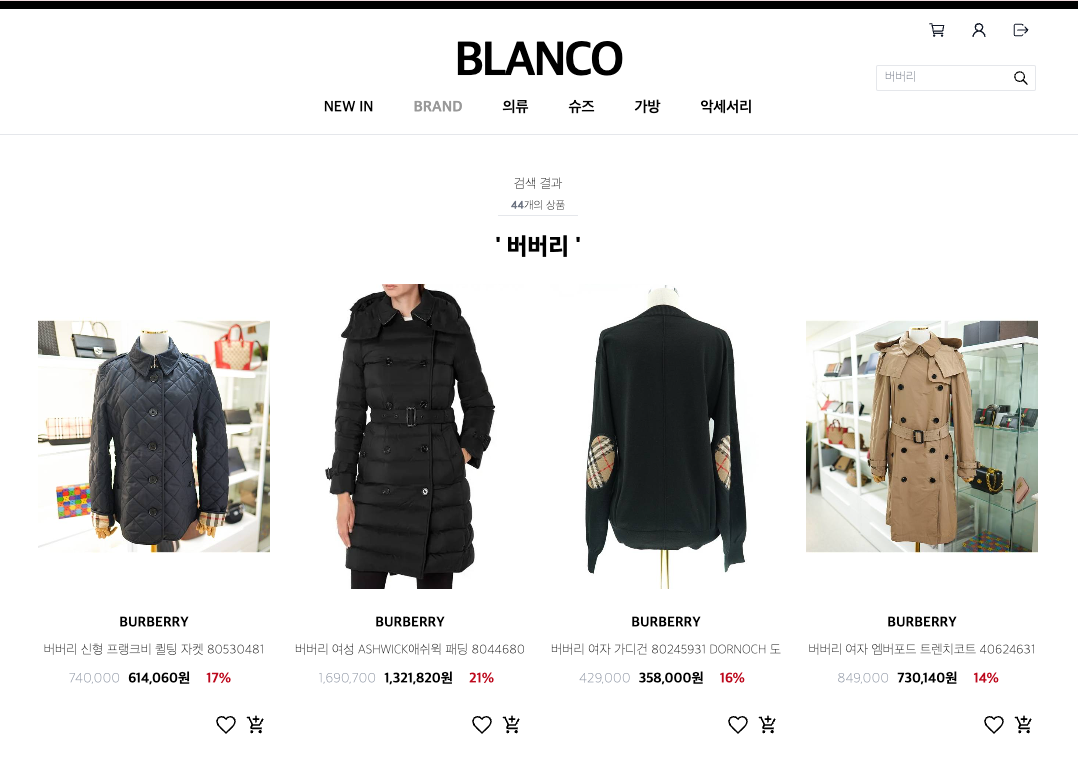 BLANCO
버버리
NEW IN BRAND 의류 슈즈 가방 악세서리
검색 결과
44개의 상품
' 버버리 '
BURBERRY
버버리 신형 프랭크비 퀼팅 자켓 80530481
740,000 614,060원 17%
BURBERRY
버버리 여성 ASHWICK애쉬윅 패딩 8044680
1,690,700 1,321,820원 21%
BURBERRY
버버리 여자 가디건 80245931 DORNOCH 도
429,000 358,000원 16%
BURBERRY
버버리 여자 엠버포드 트렌치코트 40624631
849,000 730,140원 14%